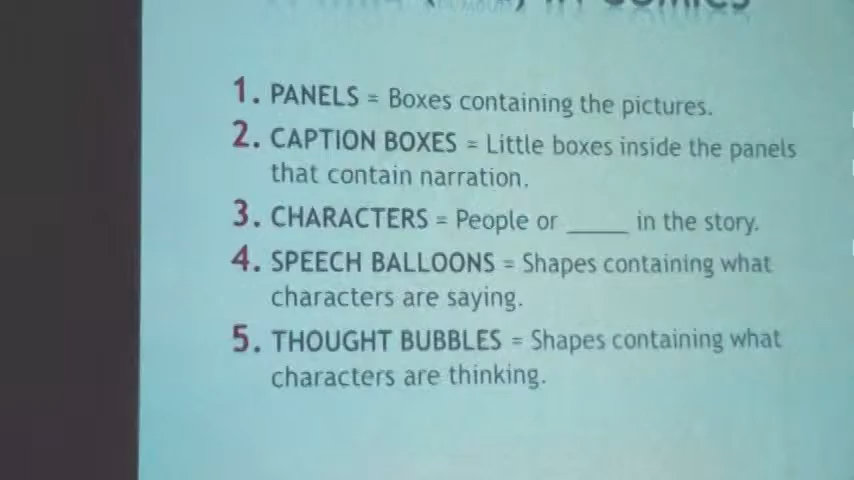 IN COMICS
1. PANELS = Boxes containing the pictures.
2. CAPTION BOXES = Little boxes inside the panels
that contain narration.
3. CHARACTERS = People or _____ in the story.
4. SPEECH BALLOONS = Shapes containing what
characters are saying.
5. THOUGHT BUBBLES = Shapes containing what
characters are thinking.